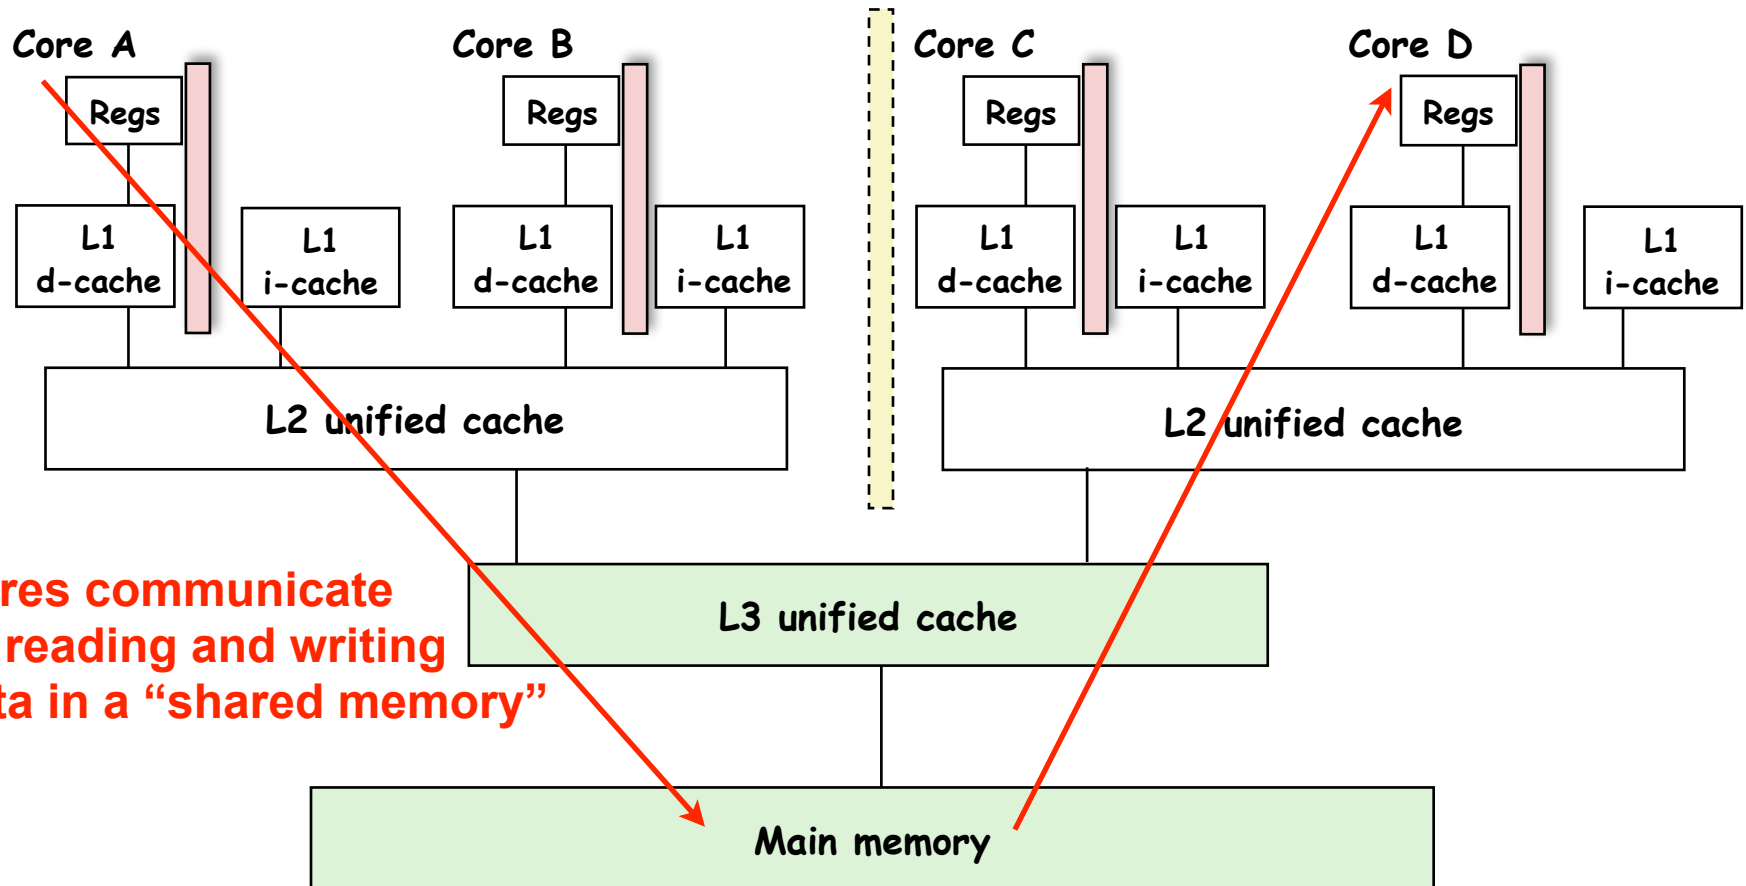 Core A
Core B
Core C
Core D
Regs
Regs
Regs
Regs
L1
d-cache
L1
i-cache
L1
d-cache
L1
i-cache
L1
d-cache
L1
i-cache
L1
d-cache
L1
i-cache
L2 unified cache
L2 unified cache
res communicate
reading and writing
ta in a “shared memory”
L3 unified cache
Main memory